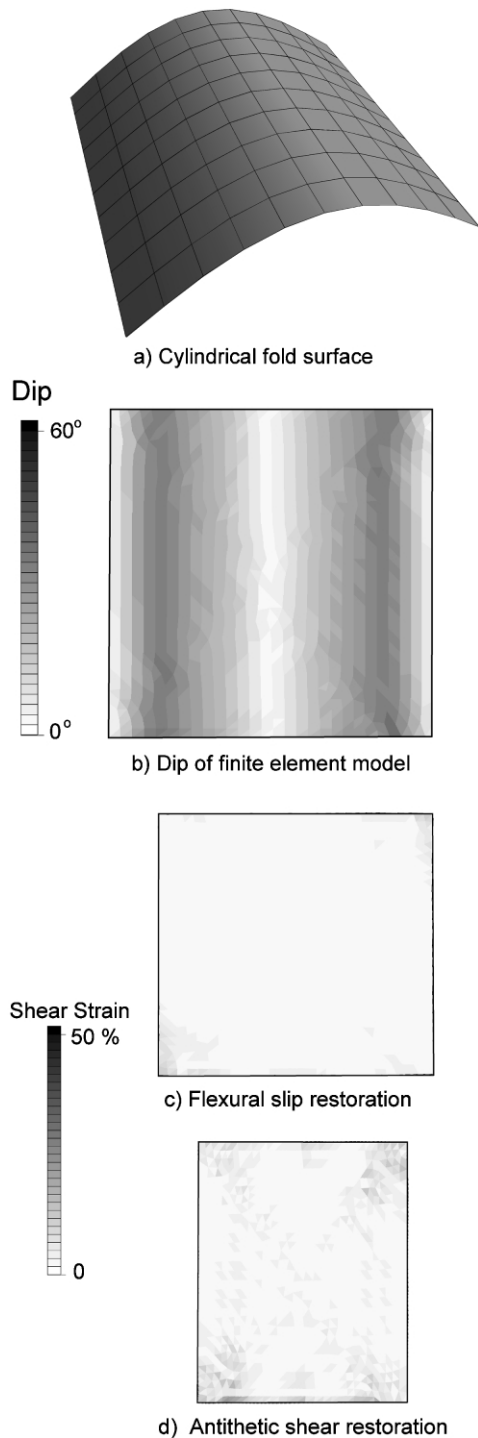 a) Cylindrical fold surface
Dip
60°
0°
b) Dip of finite element model
Shear Strain
50 %
0
c) Flexural slip restoration
d) Antithetic shear restoration